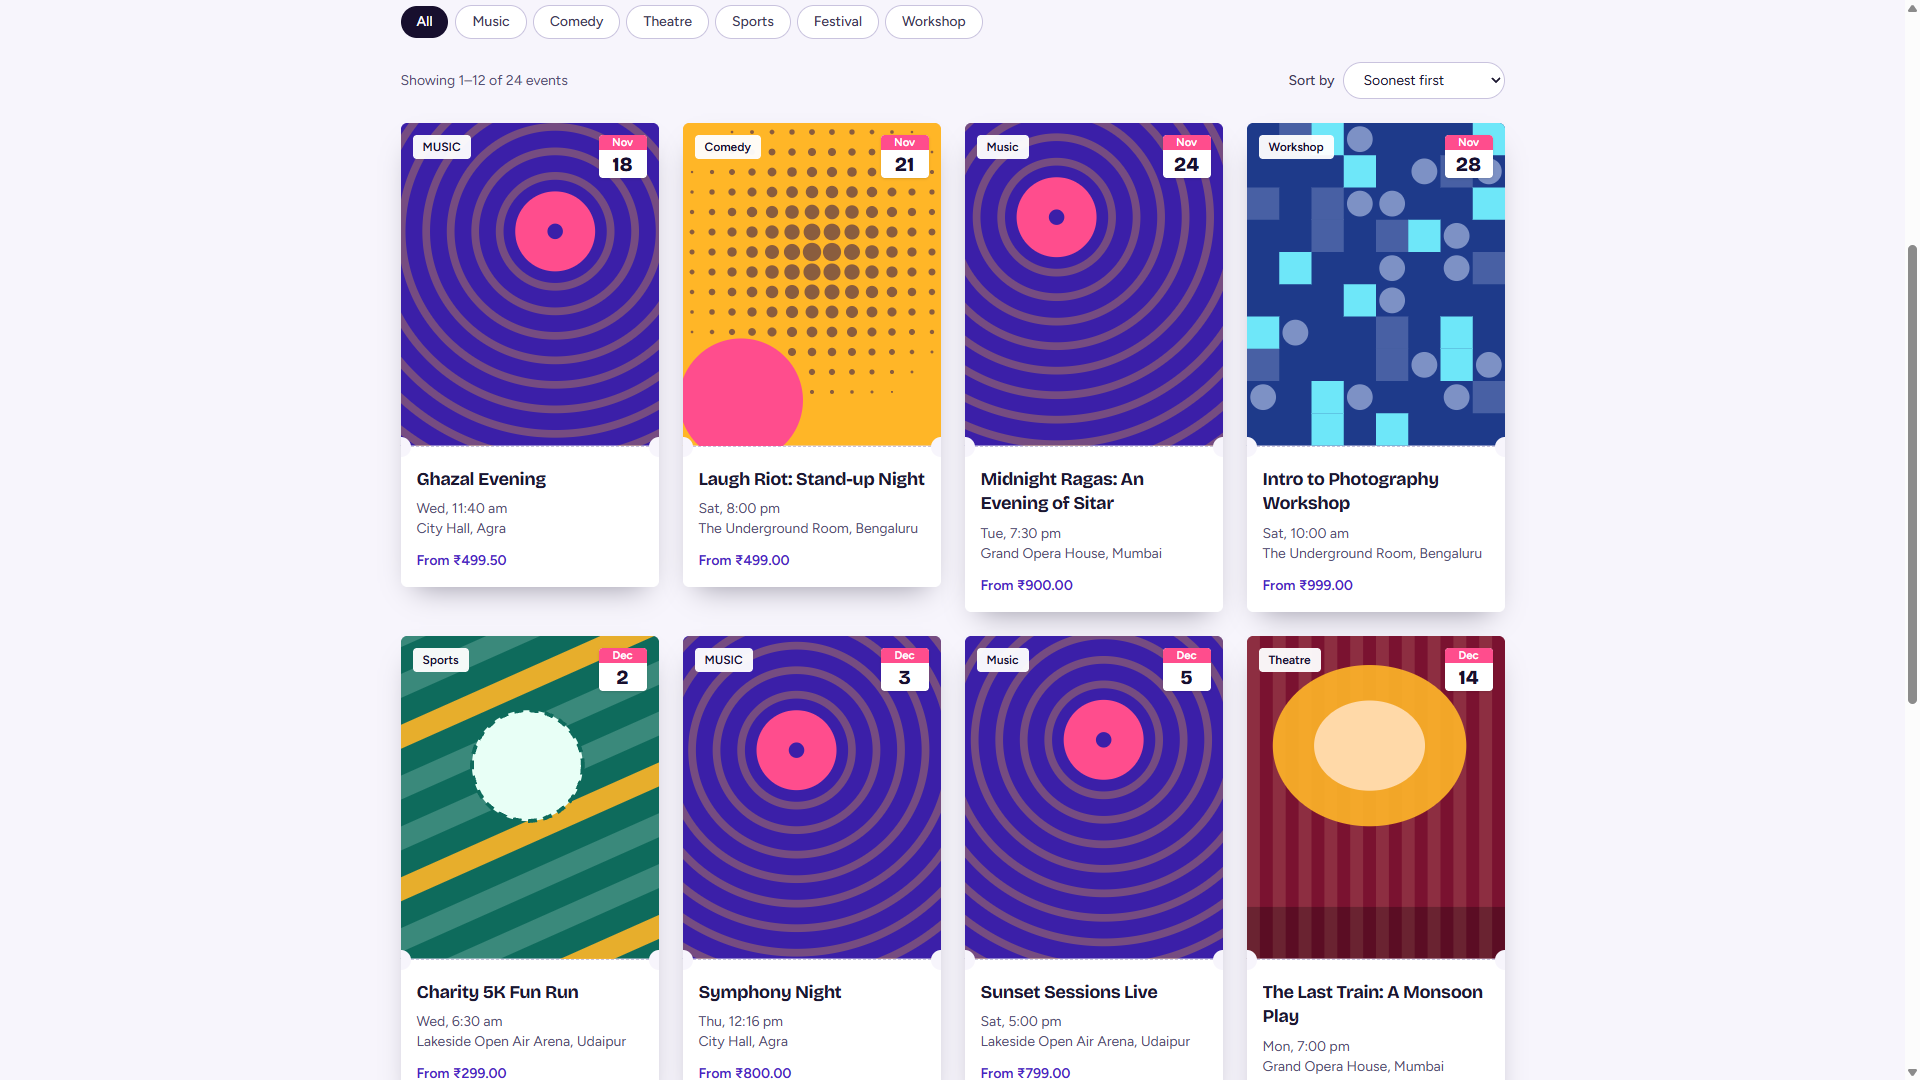 All
Music
Comedy
Theatre
Sports
Festival
Workshop
Showing 1–12 of 24 events
Sort by
Soonest first
MUSIC
Nov
18
Ghazal Evening
Wed, 11:40 am
City Hall, Agra
From ₹499.50
Comedy
Nov
21
Laugh Riot: Stand-up Night
Sat, 8:00 pm
The Underground Room, Bengaluru
From ₹499.00
Music
Nov
24
Midnight Ragas: An
Evening of Sitar
Tue, 7:30 pm
Grand Opera House, Mumbai
From ₹900.00
Workshop
Nov
28
Intro to Photography
Workshop
Sat, 10:00 am
The Underground Room, Bengaluru
From ₹999.00
Sports
Dec
2
Charity 5K Fun Run
Wed, 6:30 am
Lakeside Open Air Arena, Udaipur
From ₹299.00
MUSIC
Dec
3
Symphony Night
Thu, 12:16 pm
City Hall, Agra
From ₹800.00
Music
Dec
5
Sunset Sessions Live
Sat, 5:00 pm
Lakeside Open Air Arena, Udaipur
From ₹799.00
Theatre
Dec
14
The Last Train: A Monsoon
Play
Mon, 7:00 pm
Grand Opera House, Mumbai